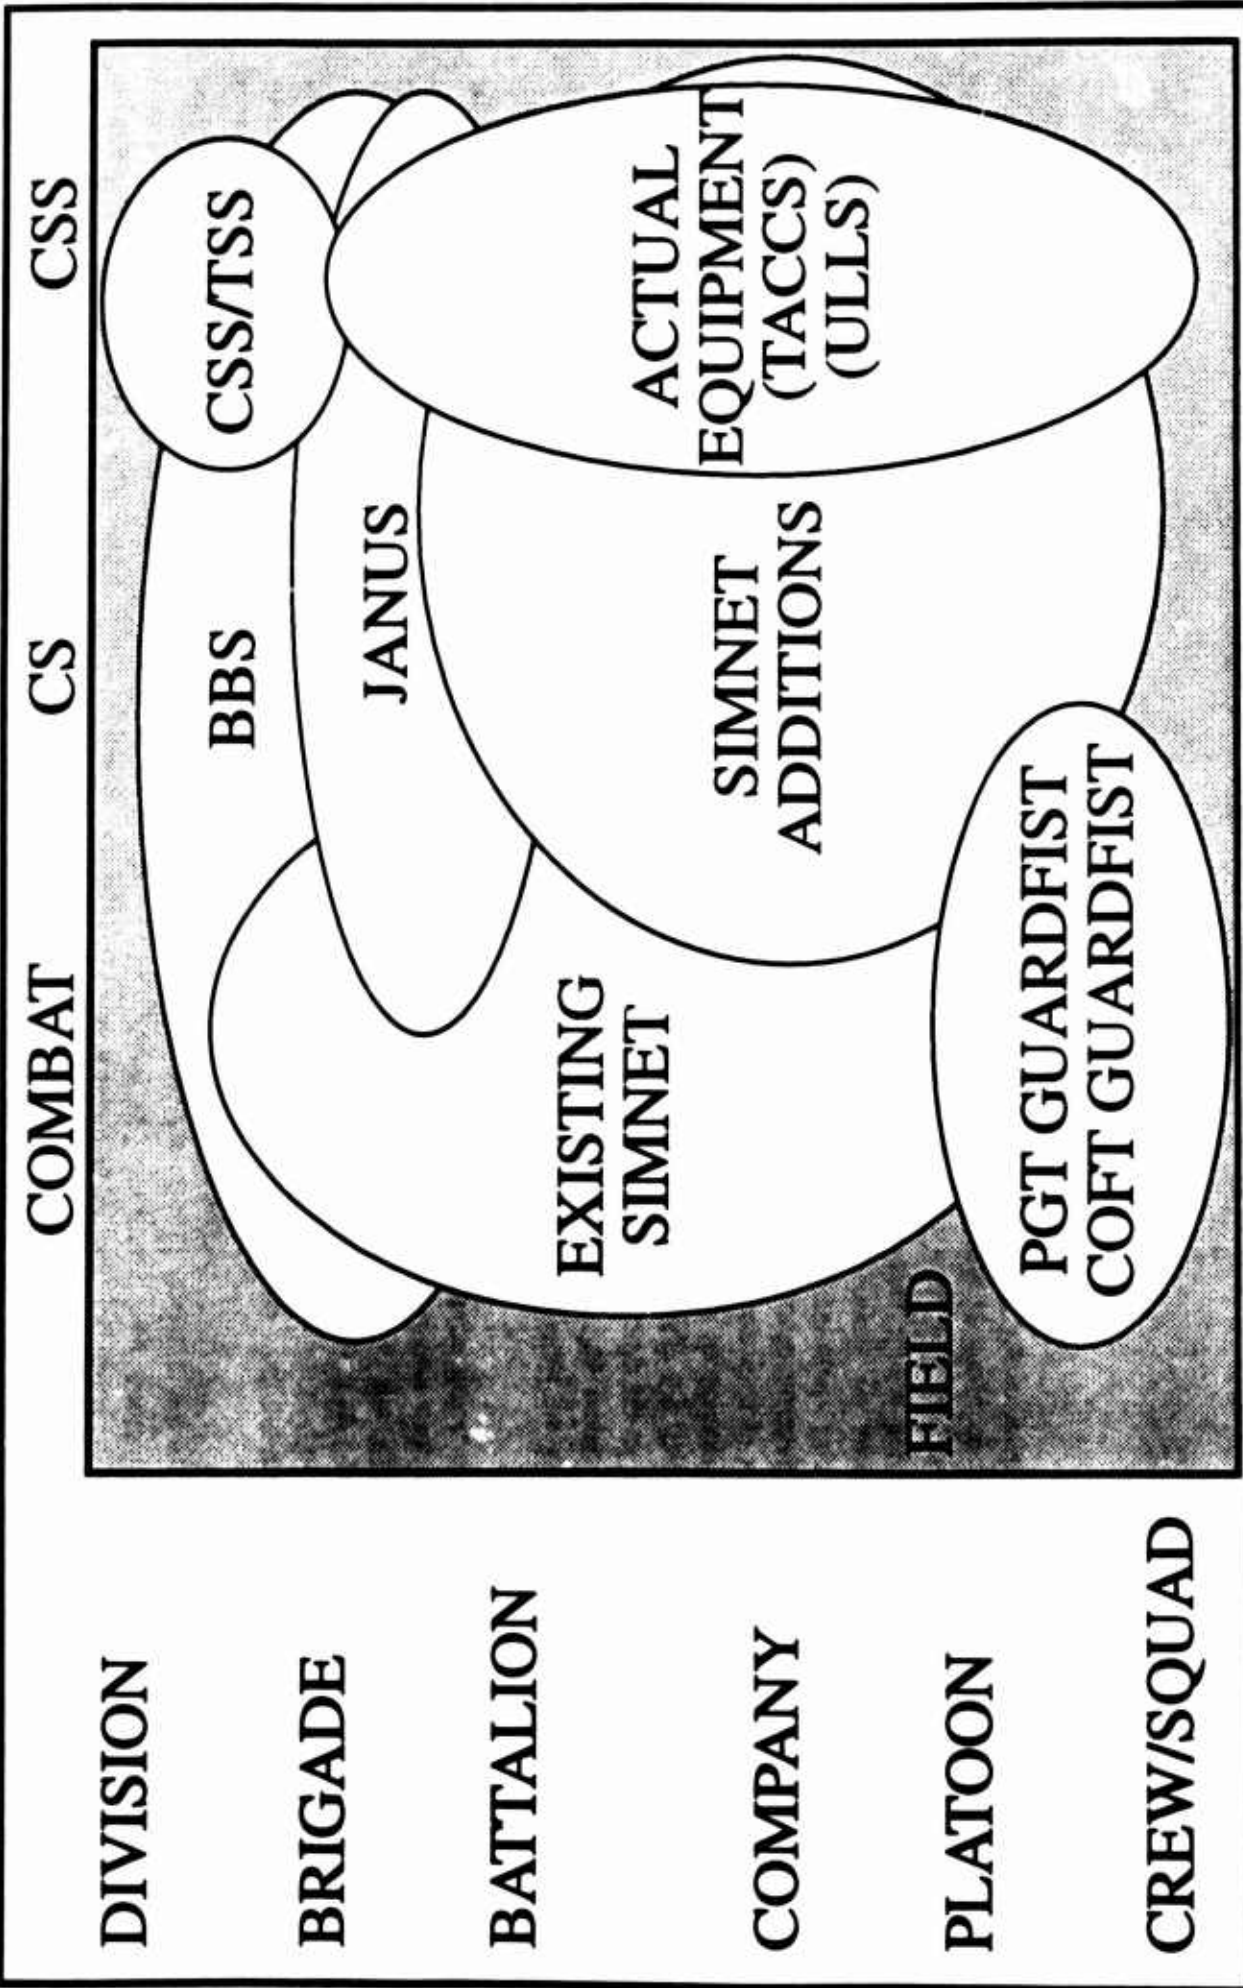 COMBAT
CS
CSS
DIVISION
BRIGADE
BATTALION
COMPANY
PLATOON
CREW/SQUAD
CSS/TSS
BBS
JANUS
EXISTING
SIMNET
SIMNET
ADDITIONS
ACTUAL
EQUIPMENT
(TACCS)
(ULLS)
FIELD
PGT GUARDFIST
COFT GUARDFIST